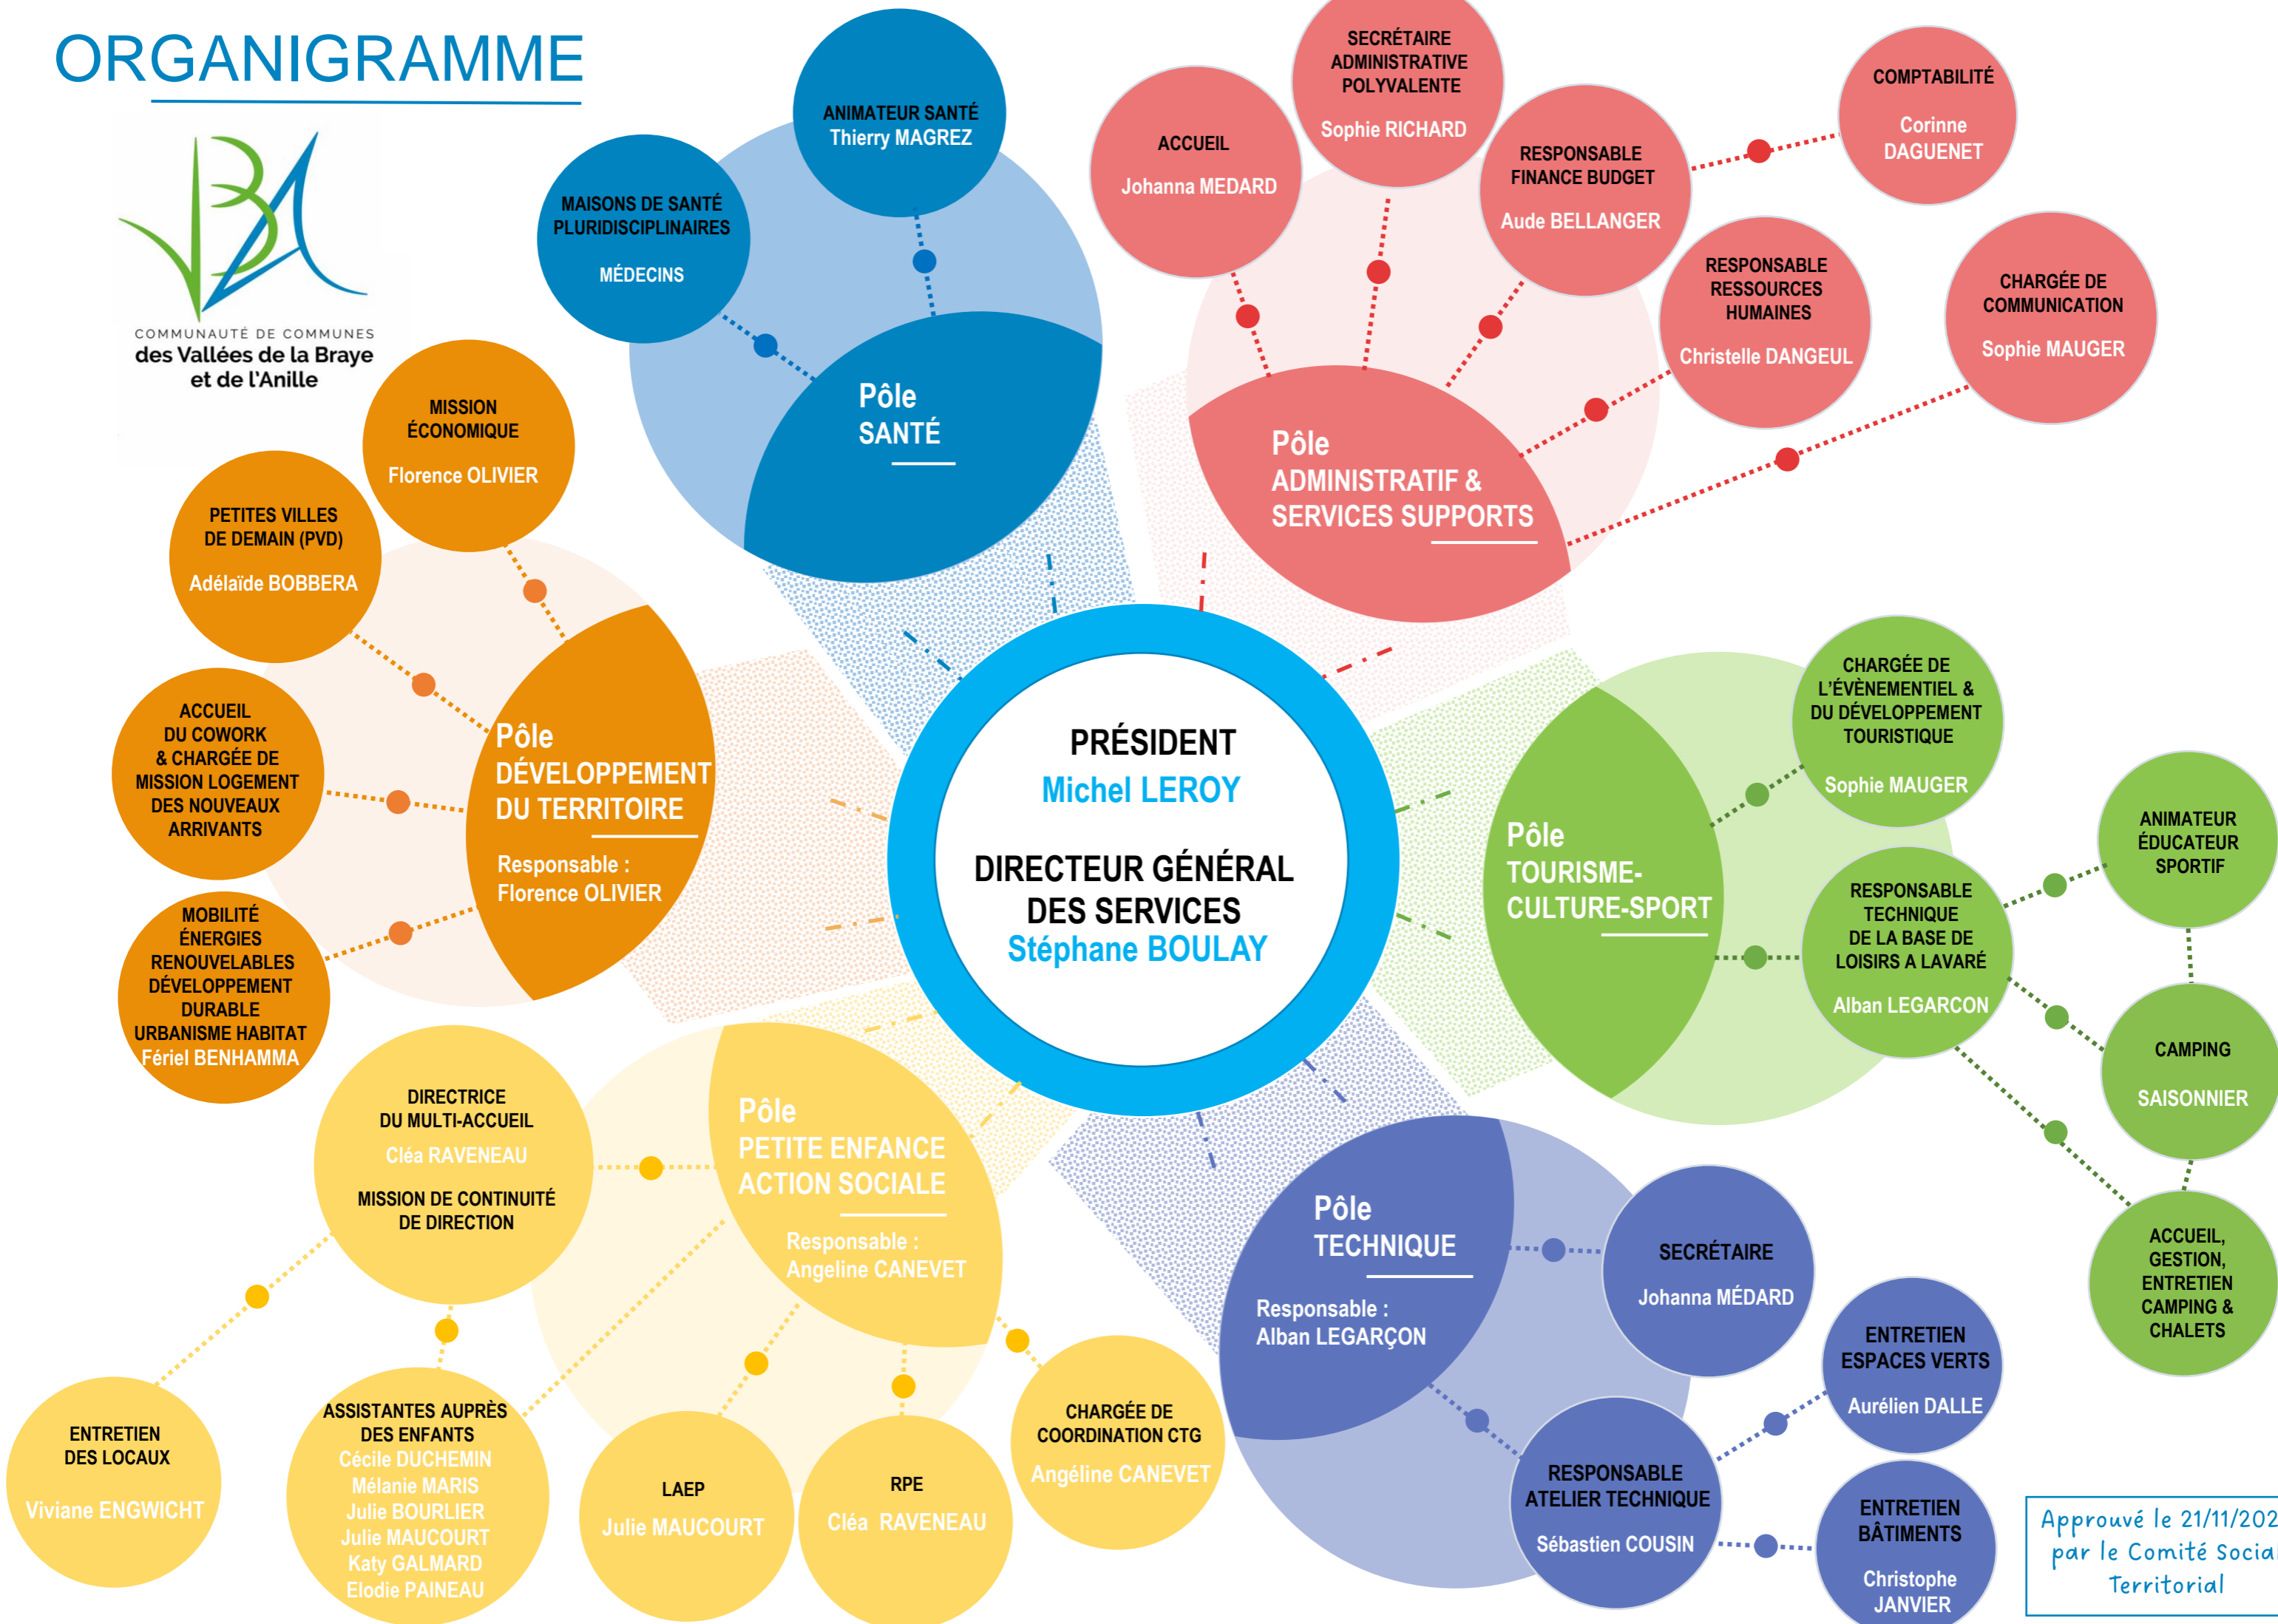 ORGANIGRAMME
COMMUNAUTÉ DE COMMUNES
des Vallées de la Braye
et de l'Anille
ANIMATEUR SANTÉ
Thierry MAGREZ
MAISONS DE SANTÉ
PLURIDISCIPLINAIRES
MÉDECINS
Pôle
SANTÉ
ACCUEIL
Johanna MEDARD
SECRÉTAIRE
ADMINISTRATIVE
POLYVALENTE
Sophie RICHARD
RESPONSABLE
FINANCE BUDGET
Aude BELLANGER
COMPTABILITÉ
Corinne
DAGUENET
RESPONSABLE
RESSOURCES
HUMAINES
Christelle DANGEUL
CHARGÉE DE
COMMUNICATION
Sophie MAUGER
Pôle
ADMINISTRATIF &
SERVICES SUPPORTS
MISSION
ÉCONOMIQUE
Florence OLIVIER
PETITES VILLES
DE DEMAIN (PVD)
Adélaïde BOBBERA
ACCUEIL
DU COWORK
& CHARGÉE DE
MISSION LOGEMENT
DES NOUVEAUX
ARRIVANTS
MOBILITÉ
ÉNERGIES
RENOUVELABLES
DÉVELOPPEMENT
DURABLE
URBANISME HABITAT
Fériel BENHAMMA
Pôle
DÉVELOPPEMENT
DU TERRITOIRE
Responsable :
Florence OLIVIER
PRÉSIDENT
Michel LEROY
DIRECTEUR GÉNÉRAL
DES SERVICES
Stéphane BOULAY
Pôle
TOURISME-
CULTURE-SPORT
CHARGÉE DE
L'ÉVÈNEMENTIEL &
DU DÉVELOPPEMENT
TOURISTIQUE
Sophie MAUGER
RESPONSABLE
TECHNIQUE
DE LA BASE DE
LOISIRS A LAVARÉ
Alban LEGARCON
ANIMATEUR
ÉDUCATEUR
SPORTIF
CAMPING
SAISONNIER
ACCUEIL,
GESTION,
ENTRETIEN
CAMPING &
CHALETS
DIRECTRICE
DU MULTI-ACCUEIL
Cléa RAVENEAU
MISSION DE CONTINUITÉ
DE DIRECTION
Pôle
PETITE ENFANCE
ACTION SOCIALE
Responsable :
Angeline CANEVET
ENTRETIEN
DES LOCAUX
Viviane ENGWICHT
ASSISTANTES AUPRÈS
DES ENFANTS
Cécile DUCHEMIN
Mélanie MARIS
Julie BOURLIER
Julie MAUCOURT
Katy GALMARD
Elodie PAINEAU
LAEP
Julie MAUCOURT
RPE
Cléa RAVENEAU
CHARGÉE DE
COORDINATION CTG
Angéline CANEVET
Pôle
TECHNIQUE
Responsable :
Alban LEGARÇON
SECRÉTAIRE
Johanna MÉDARD
RESPONSABLE
ATELIER TECHNIQUE
Sébastien COUSIN
ENTRETIEN
ESPACES VERTS
Aurélien DALLE
ENTRETIEN
BÂTIMENTS
Christophe
JANVIER
Approuvé le 21/11/202
par le Comité Social
Territorial